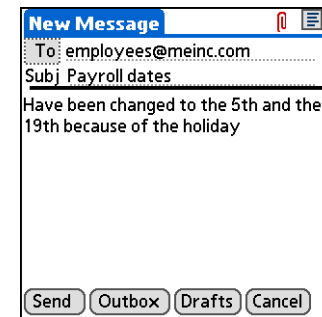 New Message
To employees@meinc.com
Subj Payroll dates
Have been changed to the 5th and the
19th because of the holiday
Send Outbox Drafts Cancel